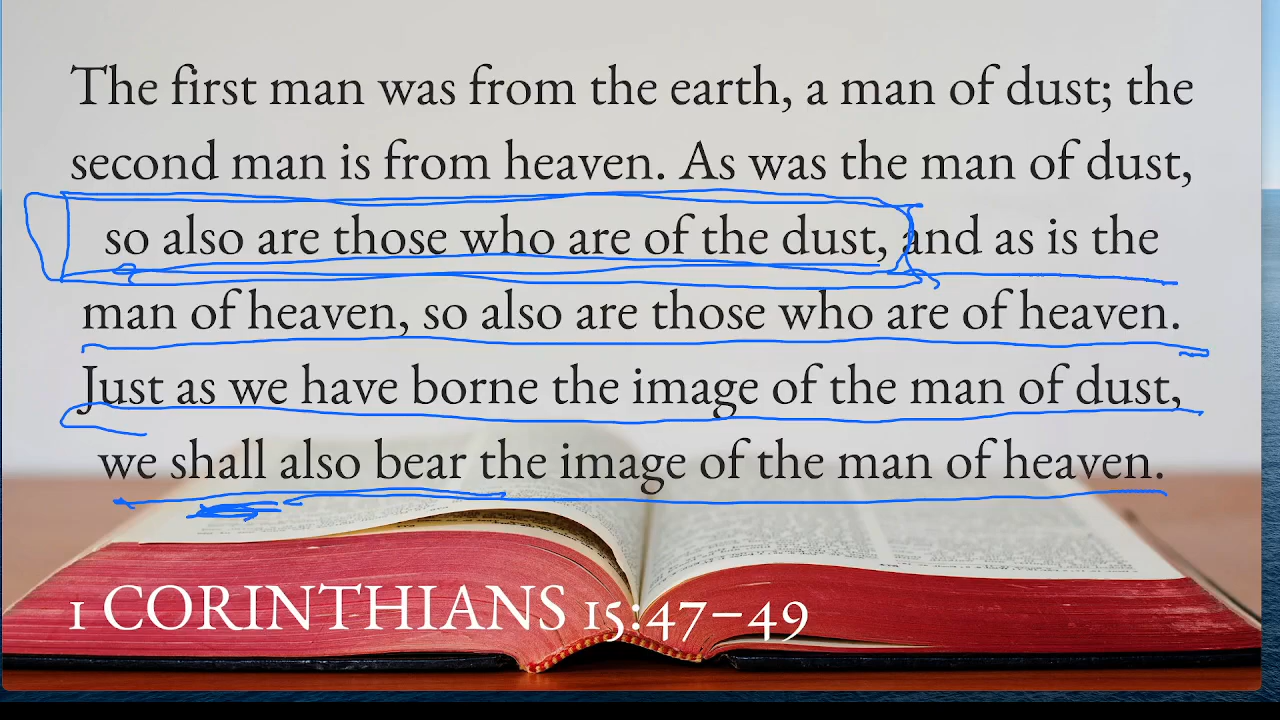 The first man was from the earth, a man of dust; the
second man is from heaven. As was the man of dust,
so also are those who are of the dust, and as is the
man of heaven, so also are those who are of heaven.
Just as we have borne the image of the man of dust,
we shall also bear the image of the man of heaven.
1 CORINTHIANS 15:47–49